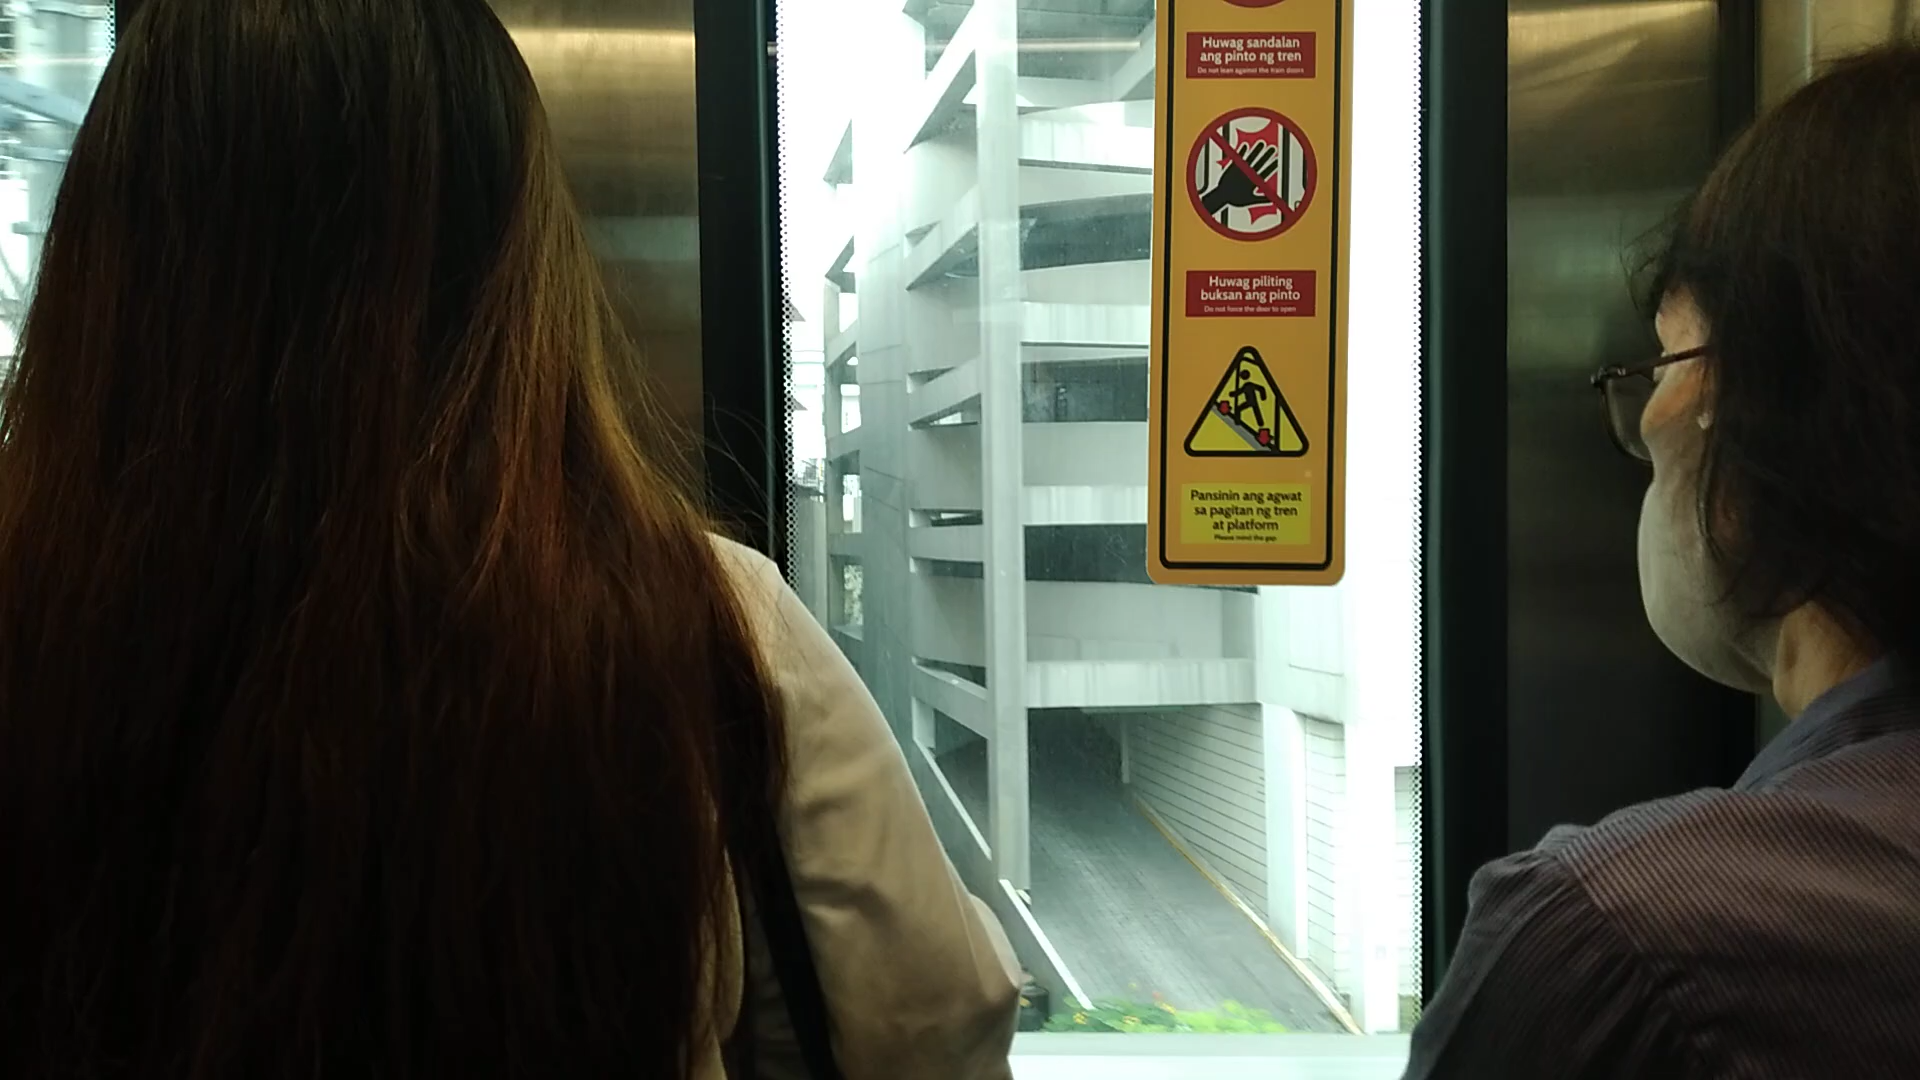 Huwag sandalan
ang pinto ng tren
Do not lean against the train doors
Huwag piliting
buksan ang pinto
Do not force the door to open
Pansinin ang agwat
sa pagitan ng tren
at platform
Please mind the gap